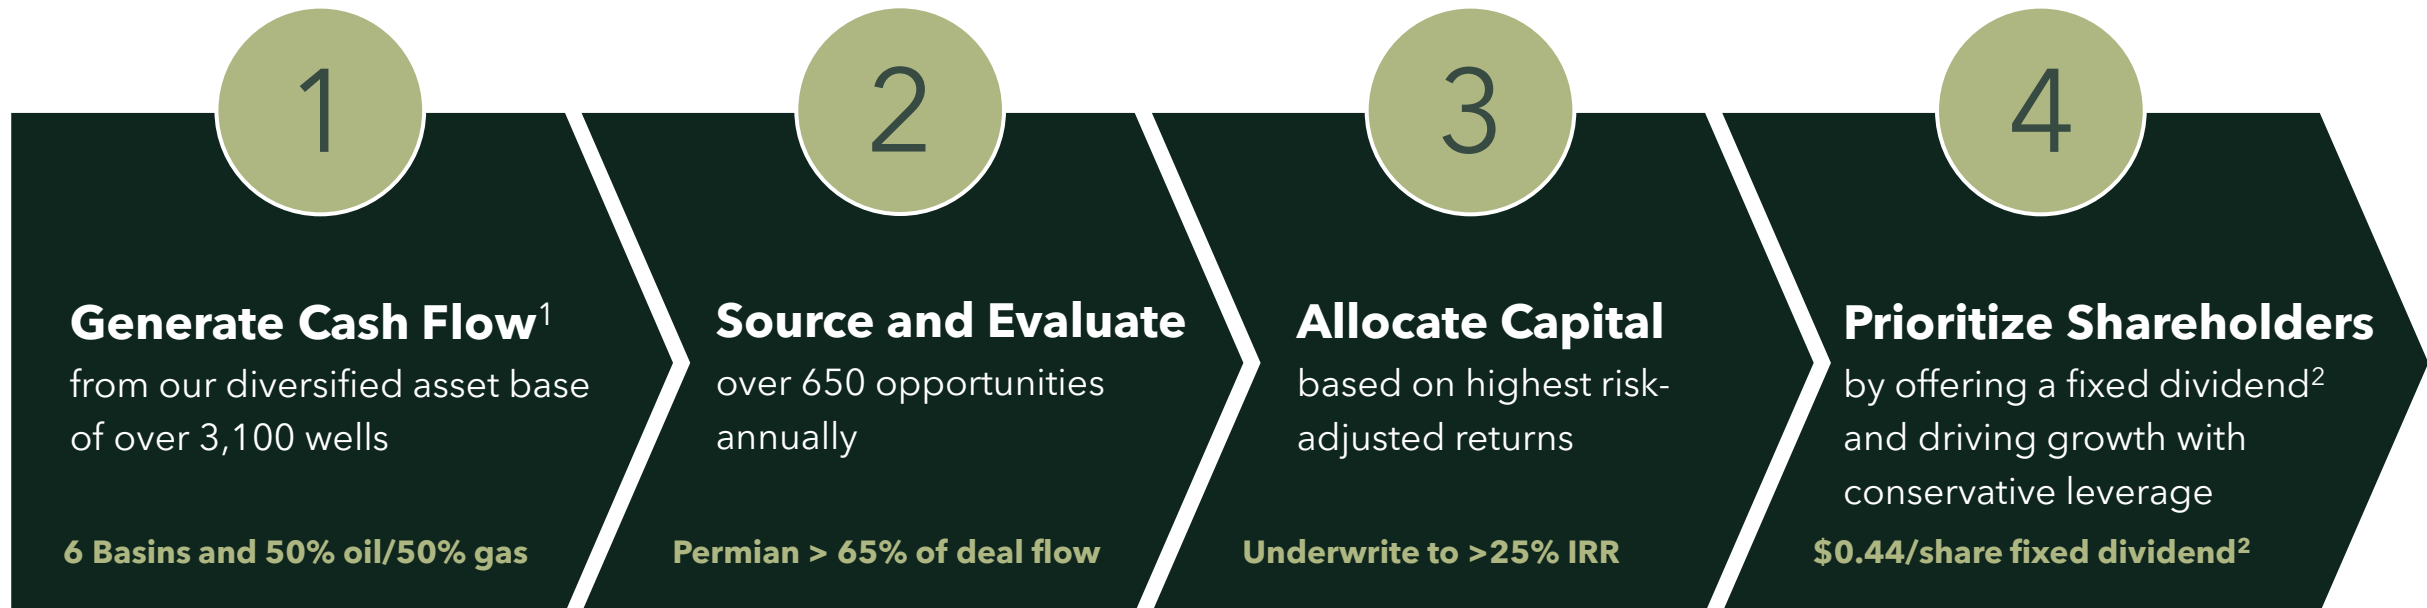 1
Generate Cash Flow¹
from our diversified asset base
of over 3,100 wells
6 Basins and 50% oil/50% gas
2
Source and Evaluate
over 650 opportunities
annually
Permian > 65% of deal flow
3
Allocate Capital
based on highest risk-
adjusted returns
Underwrite to >25% IRR
4
Prioritize Shareholders
by offering a fixed dividend²
and driving growth with
conservative leverage
$0.44/share fixed dividend²